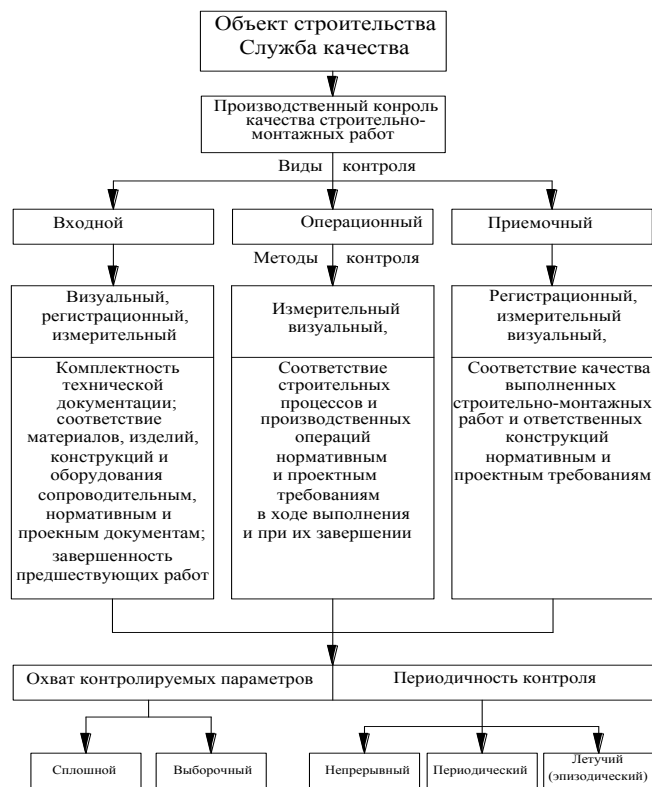 Объект строительства
Служба качества
Производственный конроль
качества строительно-
монтажных работ
Виды контроля
Входной
Операционный
Приемочный
Методы контроля
Визуальный,
регистрационный,
измерительный
Измерительный
визуальный,
Регистрационный,
измерительный
визуальный,
Комплектность
технической
документации;
соответствие
материалов, изделий,
конструкций и
оборудования
сопроводительным,
нормативным и
проекным документам;
завершенность
предшествующих работ
Соответствие
строительных
процессов и
производственных
операций
нормативным
и проектным
требованиям
в ходе выполнения
и при их завершении
Соответствие качества
выполненных
строительно-монтажных
работ и ответственных
конструкций
нормативным и
проектным требованиям
Охват контролируемых параметров
Периодичность контроля
Сплошной
Выборочный
Непрерывный
Периодический
Летучий
(эпизодический)